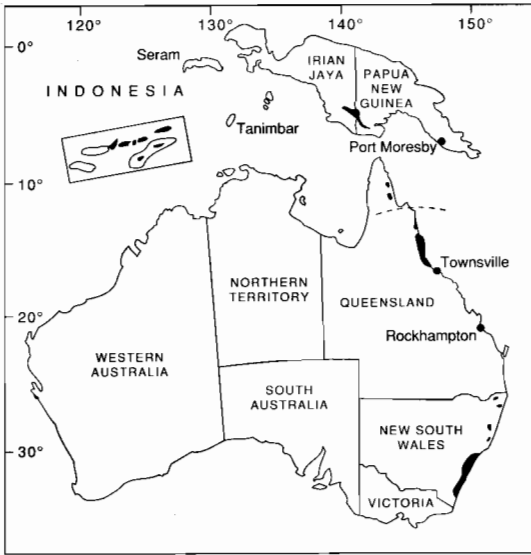 120° 130° 140° 150°
0°
Seram
IRIAN
JAYA
PAPUA
NEW
GUINEA
INDONESIA
Tanimbar
Port Moresby
10°
Townsville
NORTHERN
TERRITORY
QUEENSLAND
20°
Rockhampton
WESTERN
AUSTRALIA
SOUTH
AUSTRALIA
NEW SOUTH
WALES
30°
VICTORIA